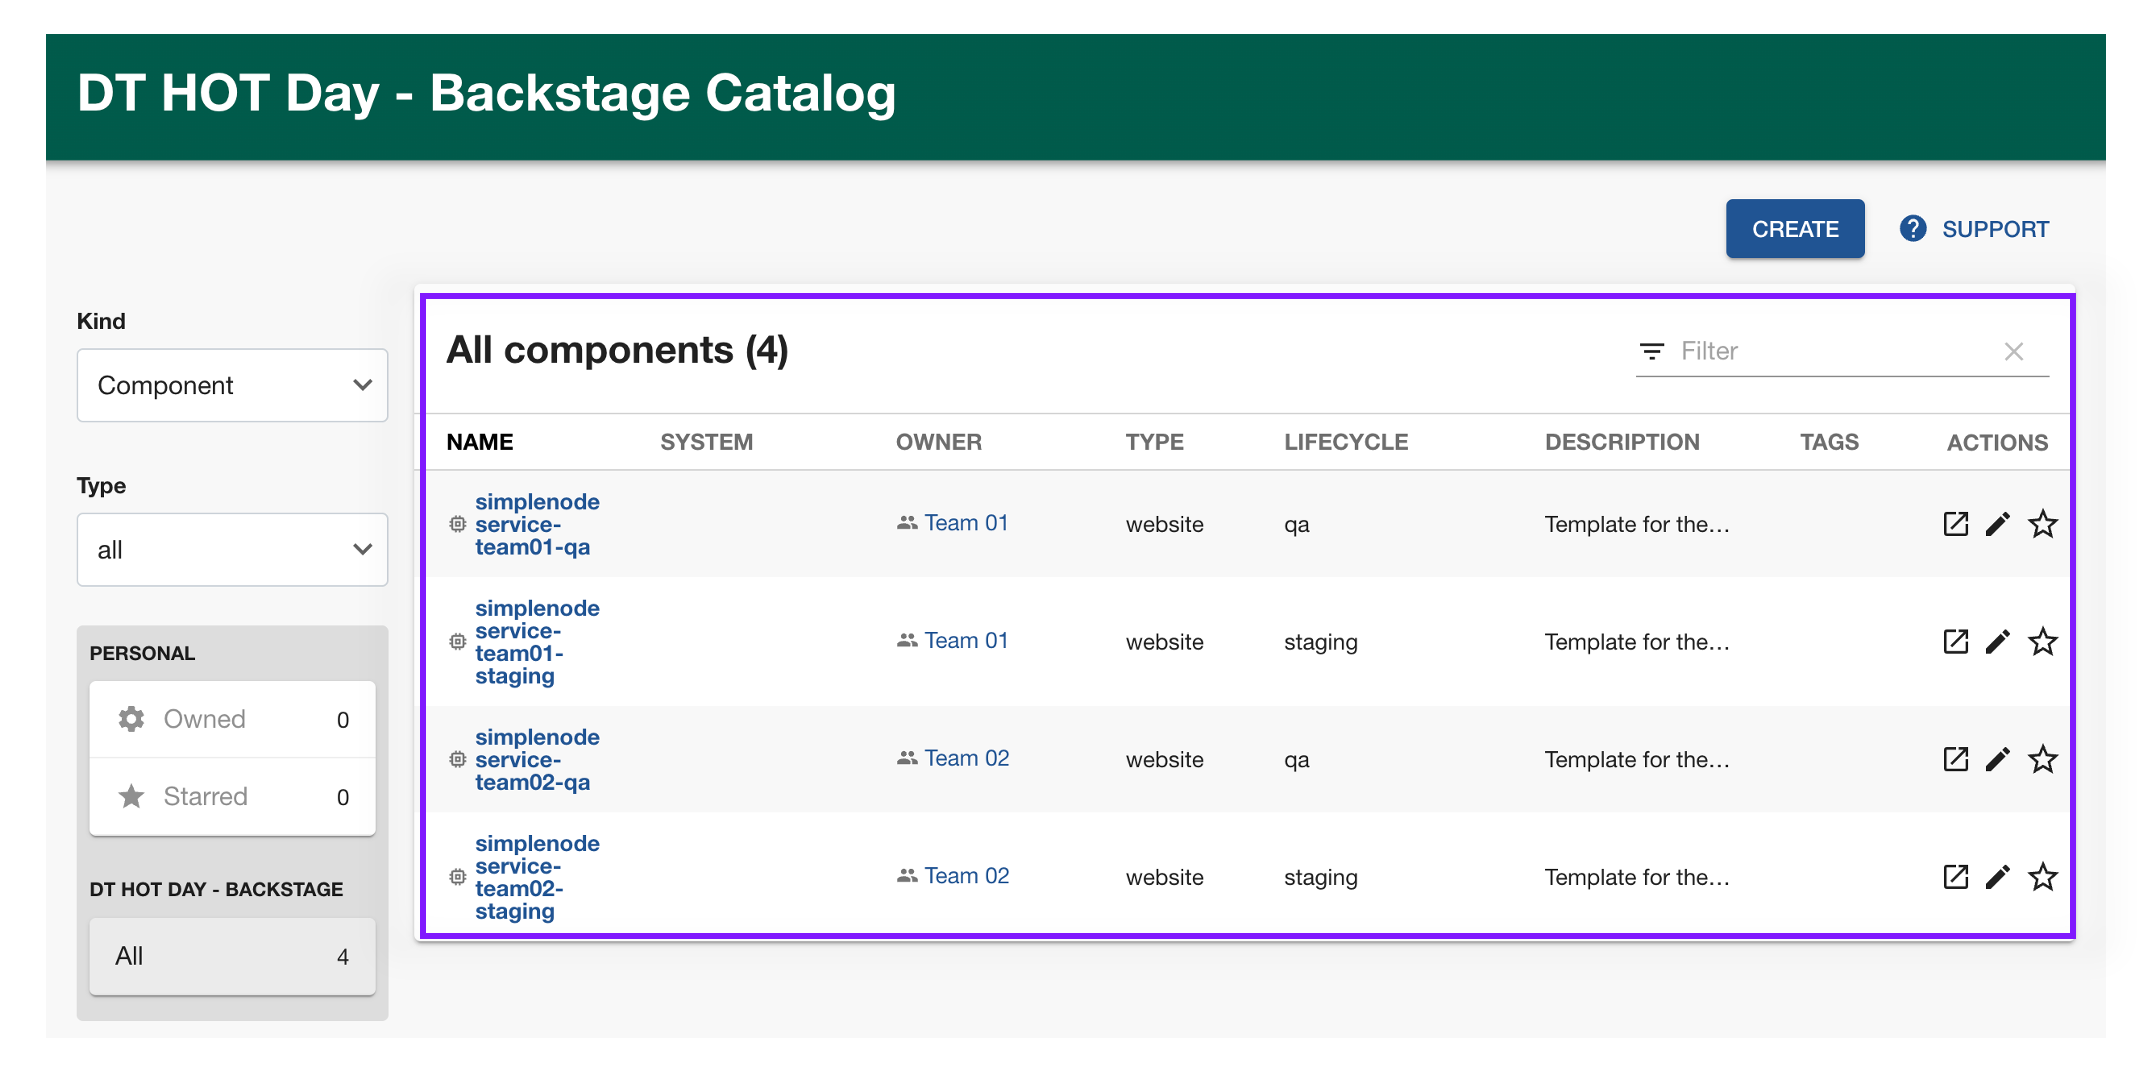 DT HOT Day - Backstage Catalog
CREATE
SUPPORT
Kind
Component
Type
all
PERSONAL
Owned 0
Starred 0
DT HOT DAY - BACKSTAGE
All 4
All components (4)
Filter
NAME SYSTEM OWNER TYPE LIFECYCLE DESCRIPTION TAGS ACTIONS
simplenode
service-
team01-qa
Team 01 website qa Template for the...
simplenode
service-
team01-
staging
Team 01 website staging Template for the...
simplenode
service-
team02-qa
Team 02 website qa Template for the...
simplenode
service-
team02-
staging
Team 02 website staging Template for the...